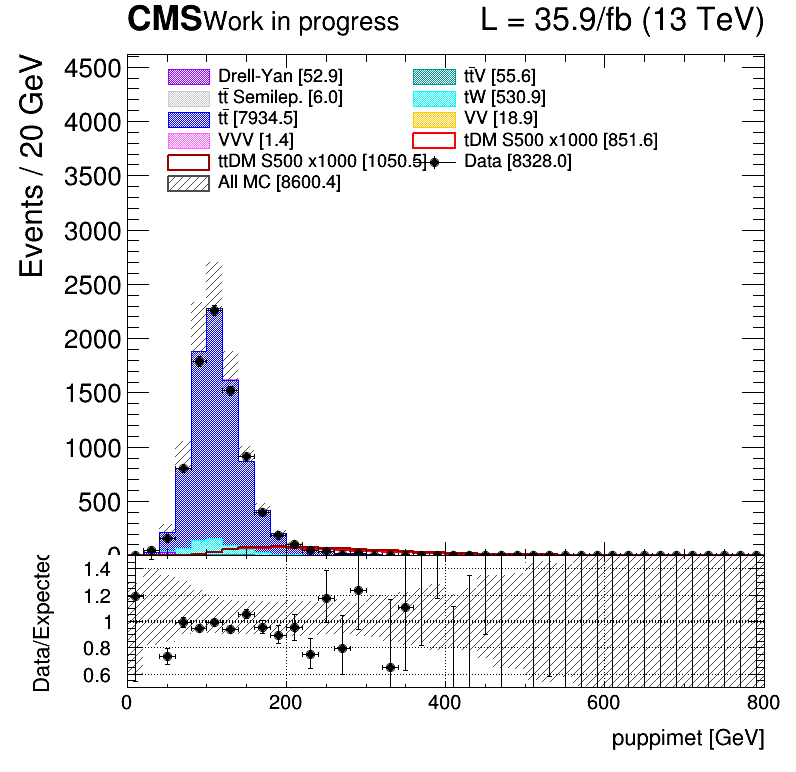 CMS Work in progress L = 35.9/fb (13 TeV)
Events / 20 GeV
4500
4000
3500
3000
2500
2000
1500
1000
500
0
Drell-Yan [52.9]
tt̄V [55.6]
tt̄ Semilep. [6.0]
tW [530.9]
tt̄ [7934.5]
VV [18.9]
VVV [1.4]
tDM S500 x1000 [851.6]
ttDM S500 x1000 [1050.5]
Data [8328.0]
All MC [8600.4]
Data/Expected
1.4
1.2
1
0.8
0.6
0 200 400 600 800
puppimet [GeV]